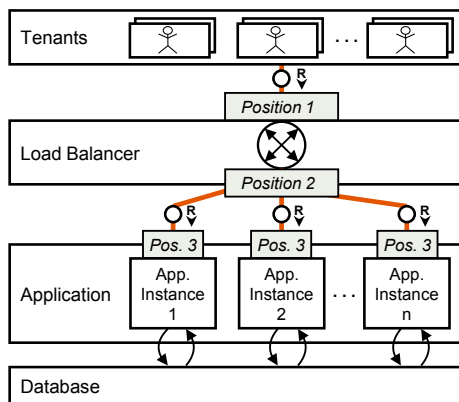 Tenants
. . .
R
Position 1
Load Balancer
Position 2
R
R
R
Pos. 3
Pos. 3
Pos. 3
Application
App.
Instance
1
App.
Instance
2
. . .
App.
Instance
n
Database